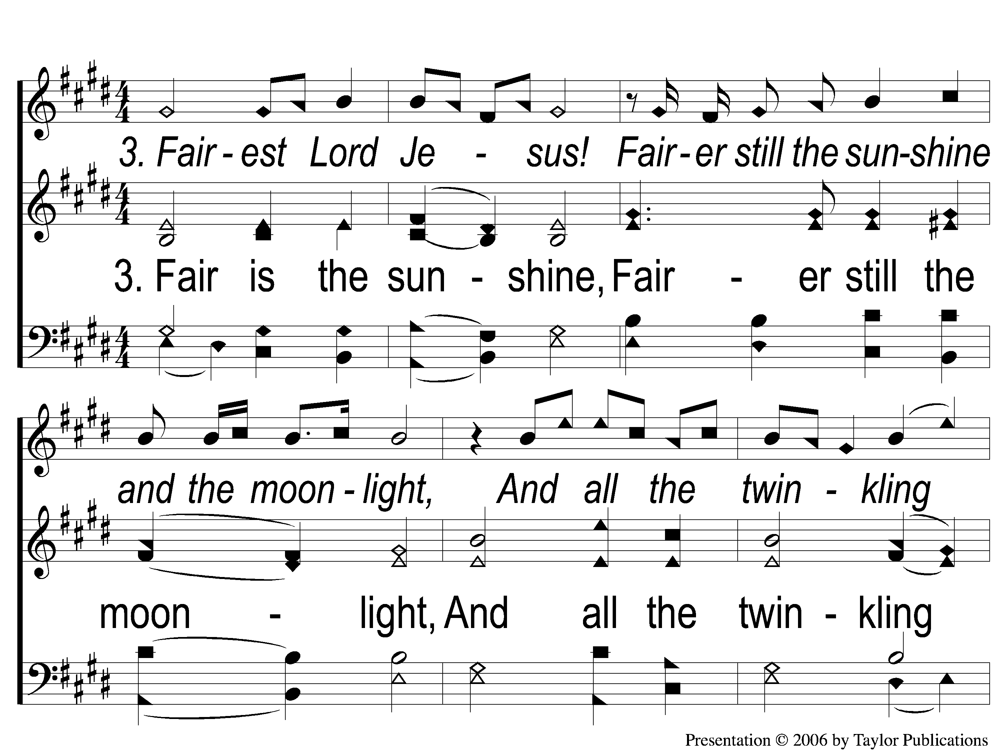 3. Fair - est Lord Je - sus! Fair - er still the sun-shine
3. Fair is the sun - shine, Fair - er still the
and the moon - light, And all the twin - kling
moon - light, And all the twin - kling
Presentation © 2006 by Taylor Publications